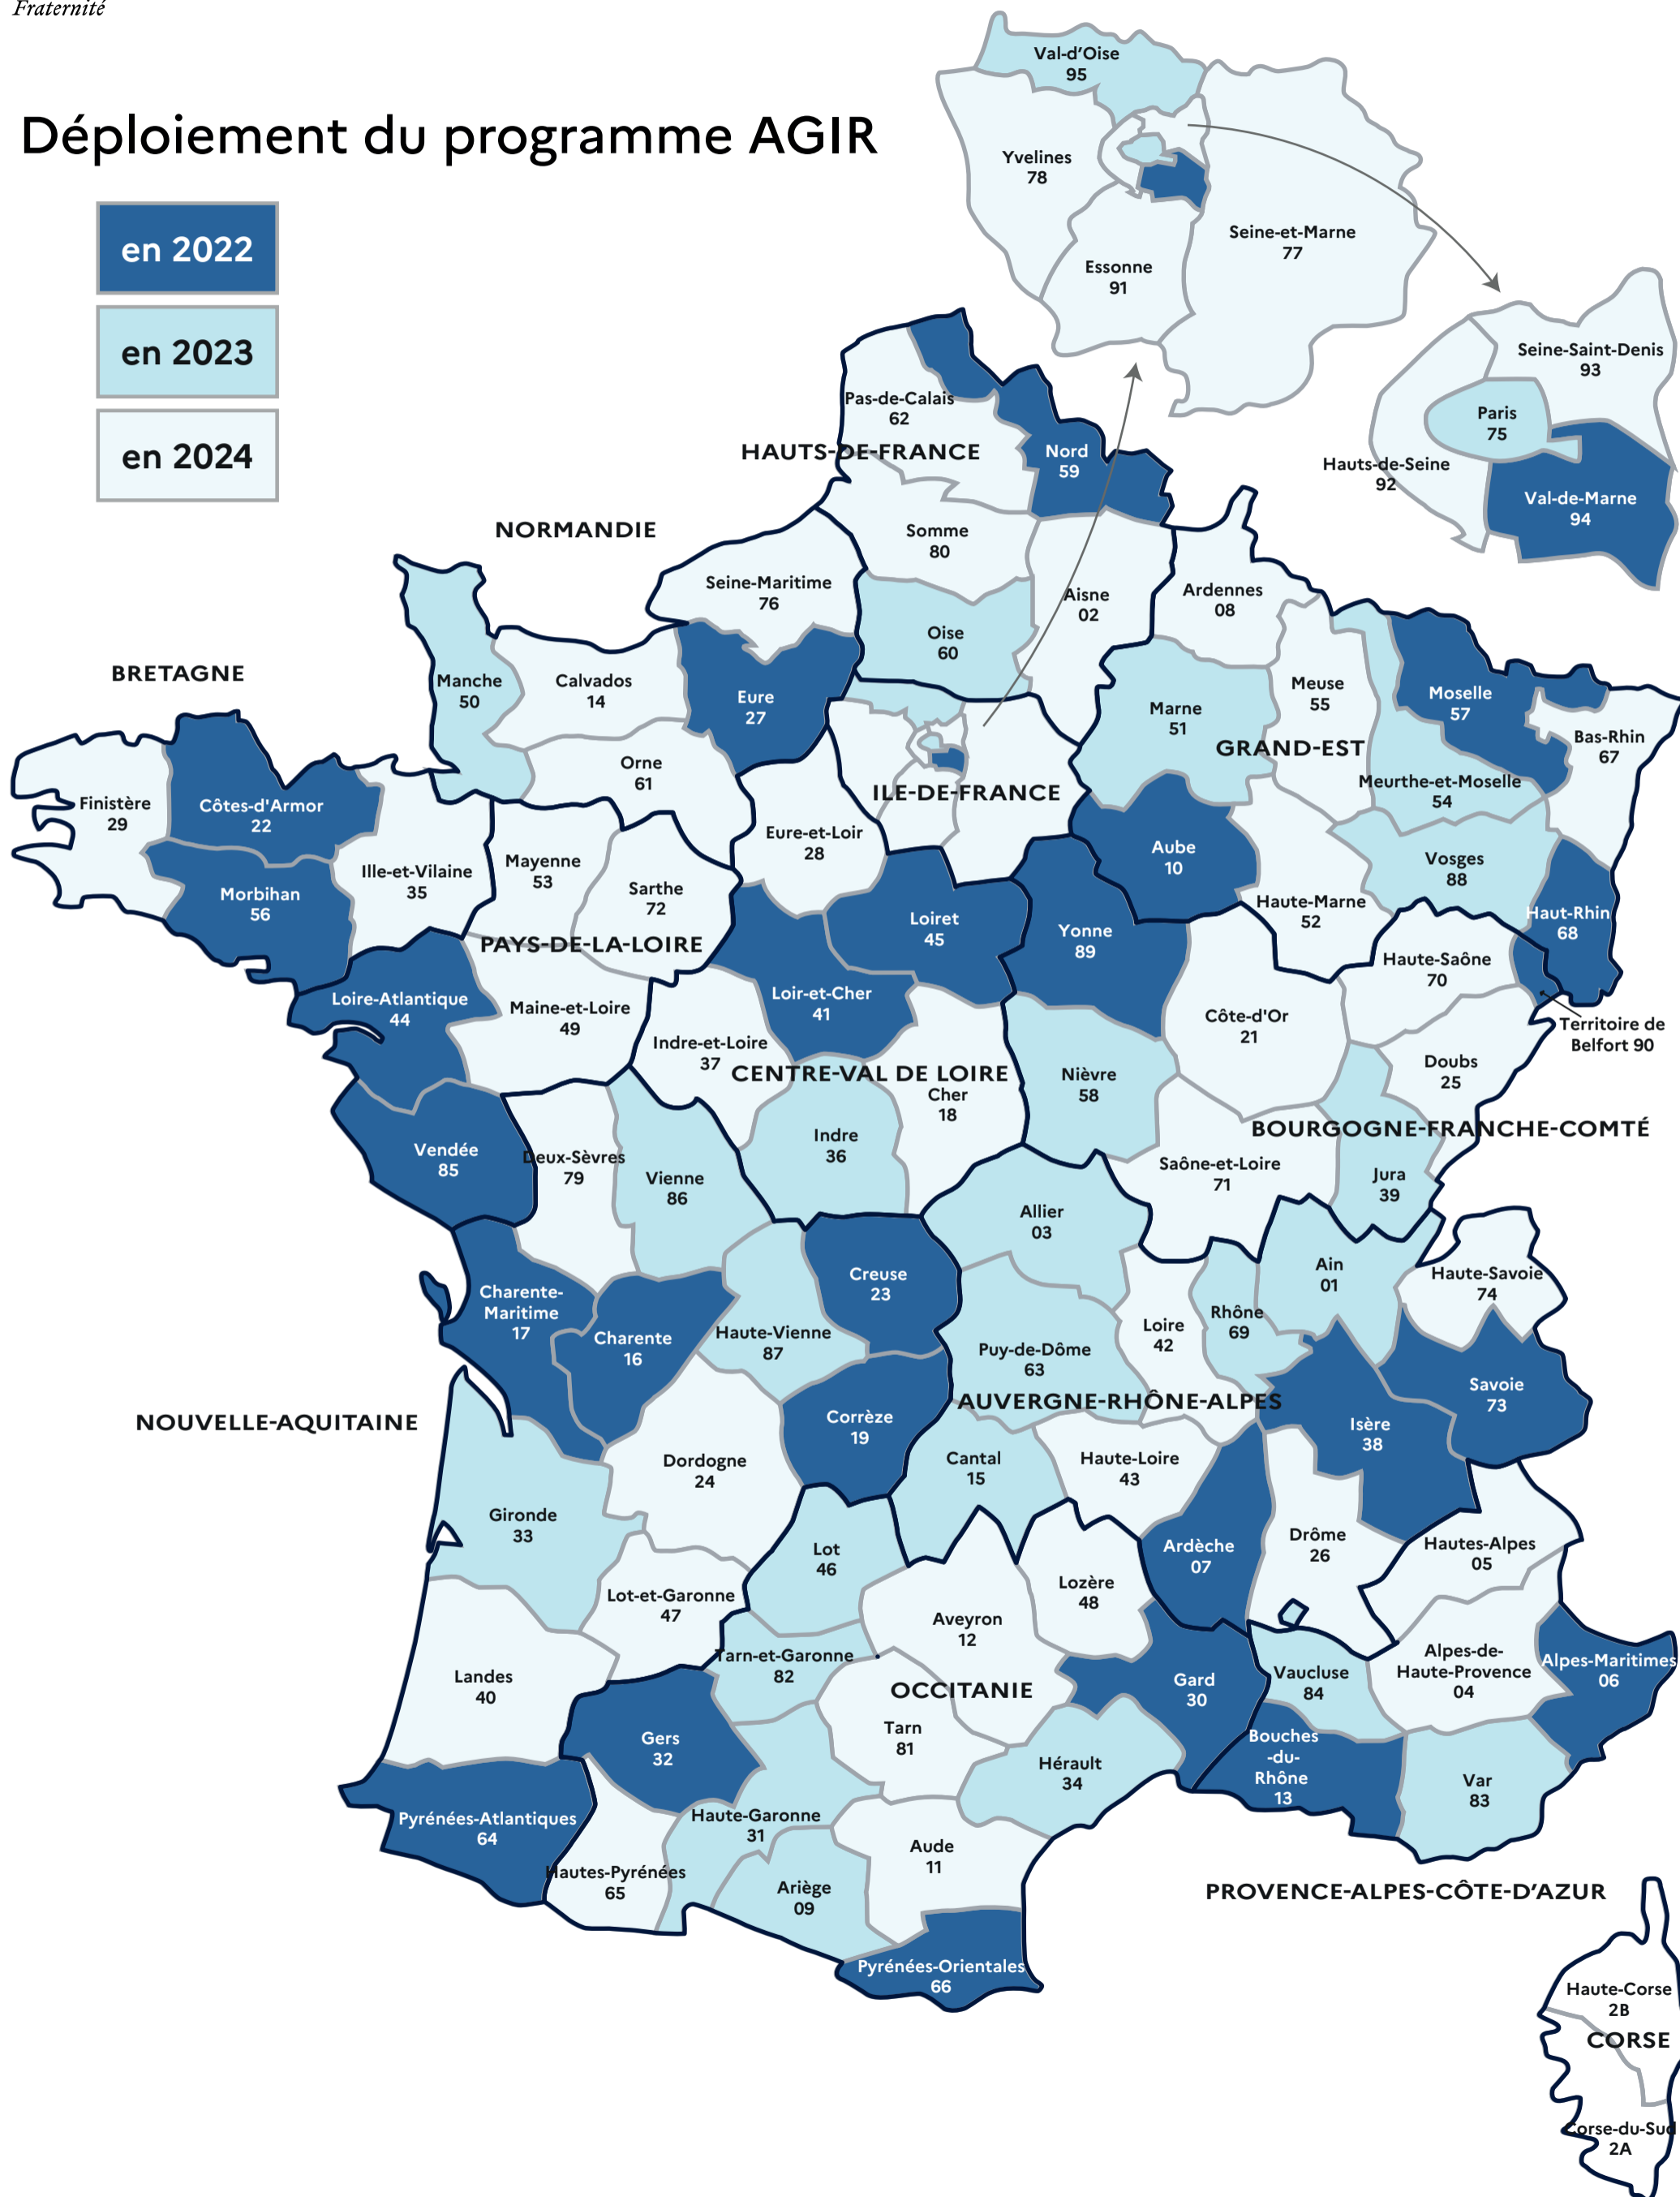 Fraternité
Déploiement du programme AGIR
en 2022
en 2023
en 2024
Val-d'Oise
95
Yvelines
78
Essonne
91
Seine-et-Marne
77
Seine-Saint-Denis
93
Paris
75
Hauts-de-Seine
92
Val-de-Marne
94
Pas-de-Calais
62
HAUTS-DE-FRANCE
Nord
59
Somme
80
Oise
60
Aisne
02
NORMANDIE
Seine-Maritime
76
Manche
50
Calvados
14
Eure
27
Orne
61
Ardennes
08
Marne
51
Meuse
55
Moselle
57
GRAND-EST
Bas-Rhin
67
Meurthe-et-Moselle
54
Aube
10
Vosges
88
Haute-Marne
52
Haut-Rhin
68
BRETAGNE
Finistère
29
Côtes-d'Armor
22
Ille-et-Vilaine
35
Morbihan
56
ILE-DE-FRANCE
Mayenne
53
Sarthe
72
PAYS-DE-LA-LOIRE
Loire-Atlantique
44
Maine-et-Loire
49
Vendée
85
Eure-et-Loir
28
Loiret
45
Loir-et-Cher
41
Indre-et-Loire
37
CENTRE-VAL DE LOIRE
Cher
18
Indre
36
Yonne
89
Côte-d'Or
21
Haute-Saône
70
Territoire de
Belfort 90
Doubs
25
Nièvre
58
BOURGOGNE-FRANCHE-COMTÉ
Saône-et-Loire
71
Jura
39
Deux-Sèvres
79
Vienne
86
Charente-
Maritime
17
Charente
16
Haute-Vienne
87
Creuse
23
Corrèze
19
NOUVELLE-AQUITAINE
Dordogne
24
Gironde
33
Lot-et-Garonne
47
Landes
40
Pyrénées-Atlantiques
64
Allier
03
Ain
01
Haute-Savoie
74
Loire
42
Rhône
69
Puy-de-Dôme
63
AUVERGNE-RHÔNE-ALPES
Savoie
73
Isère
38
Cantal
15
Haute-Loire
43
Ardèche
07
Drôme
26
Lot
46
Aveyron
12
Lozère
48
Tarn-et-Garonne
82
OCCITANIE
Gard
30
Gers
32
Tarn
81
Hérault
34
Haute-Garonne
31
Hautes-Pyrénées
65
Ariège
09
Aude
11
Pyrénées-Orientales
66
Hautes-Alpes
05
Alpes-de-
Haute-Provence
04
Alpes-Maritimes
06
Vaucluse
84
Bouches
-du-
Rhône
13
Var
83
PROVENCE-ALPES-CÔTE-D'AZUR
Haute-Corse
2B
CORSE
Corse-du-Sud
2A